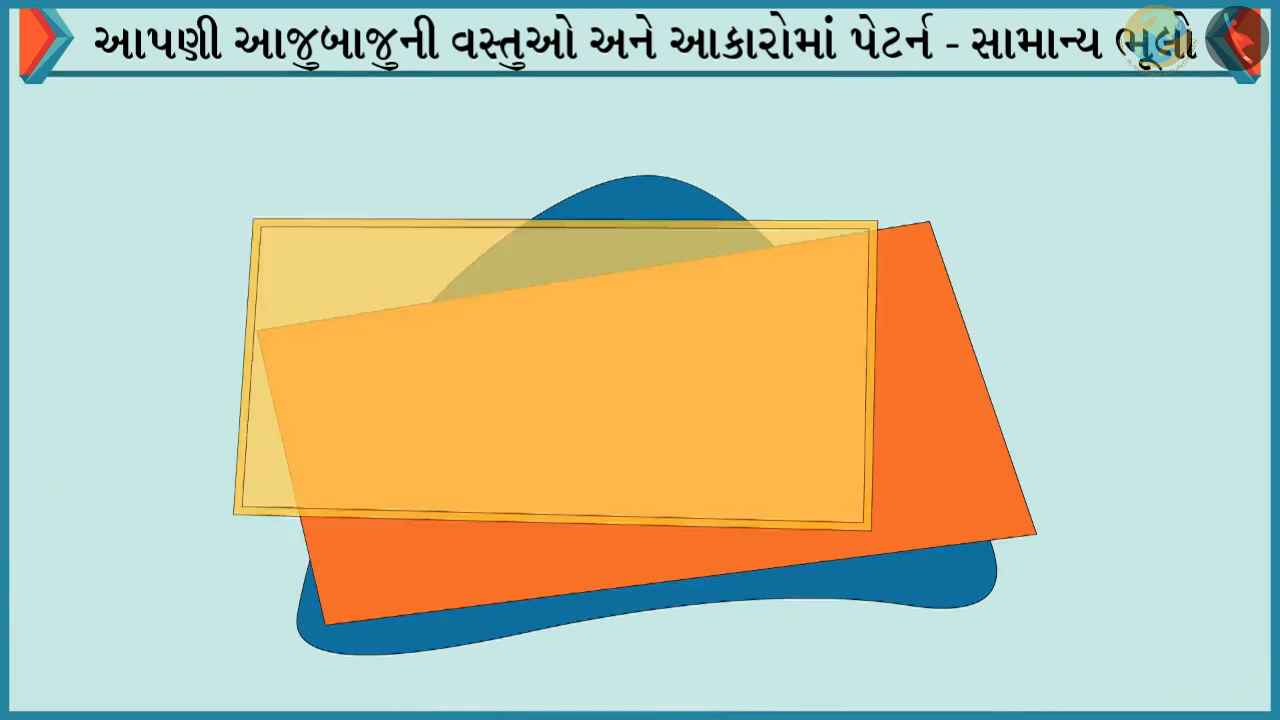 આપણી આજુબાજુની વસ્તુઓ અને આકારોમાં પેટર્ન - સામાન્ય ભૂલો